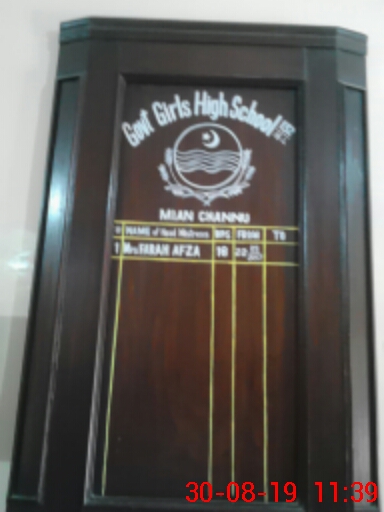 Govt Girls High School
MIAN CHANNU
NAME of Head Mistress BPS FROM TO
1 Mrs FARAH AFZA
30-08-19 11:39